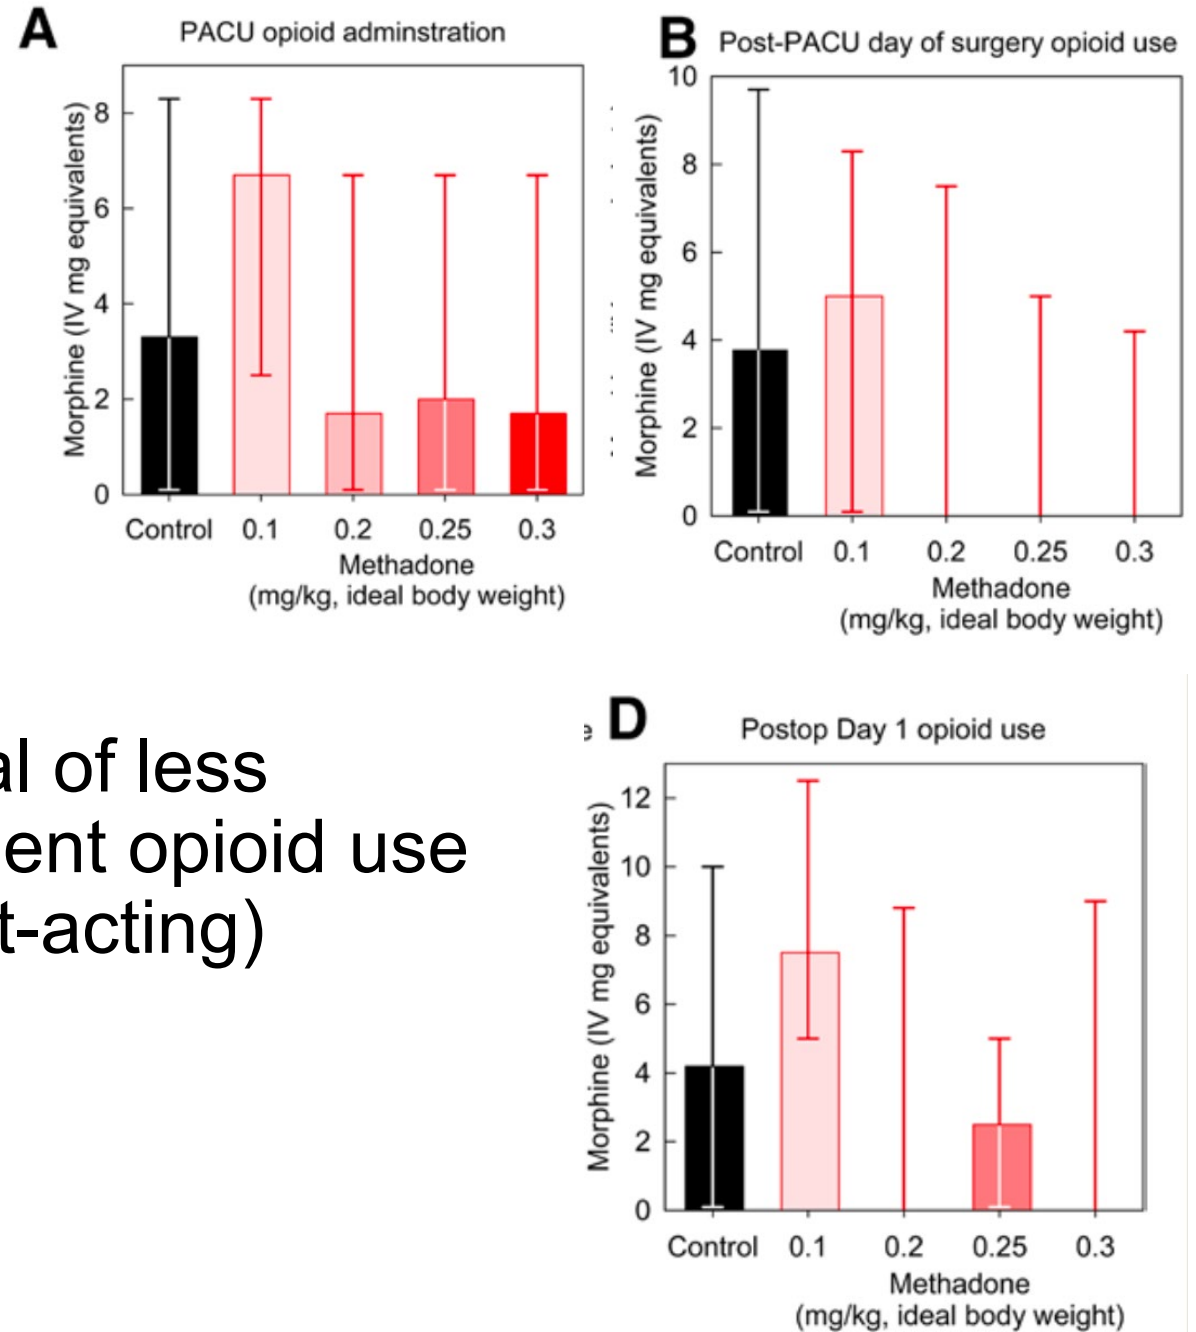 A
PACU opioid adminstration
Morphine (IV mg equivalents)
8
6
4
2
0
Control 0.1 0.2 0.25 0.3
Methadone
(mg/kg, ideal body weight)
B
Post-PACU day of surgery opioid use
Morphine (IV mg equivalents)
10
8
6
4
2
0
Control 0.1 0.2 0.25 0.3
Methadone
(mg/kg, ideal body weight)
al of less
ent opioid use
t-acting)
e
D
Postop Day 1 opioid use
Morphine (IV mg equivalents)
12
10
8
6
4
2
0
Control 0.1 0.2 0.25 0.3
Methadone
(mg/kg, ideal body weight)